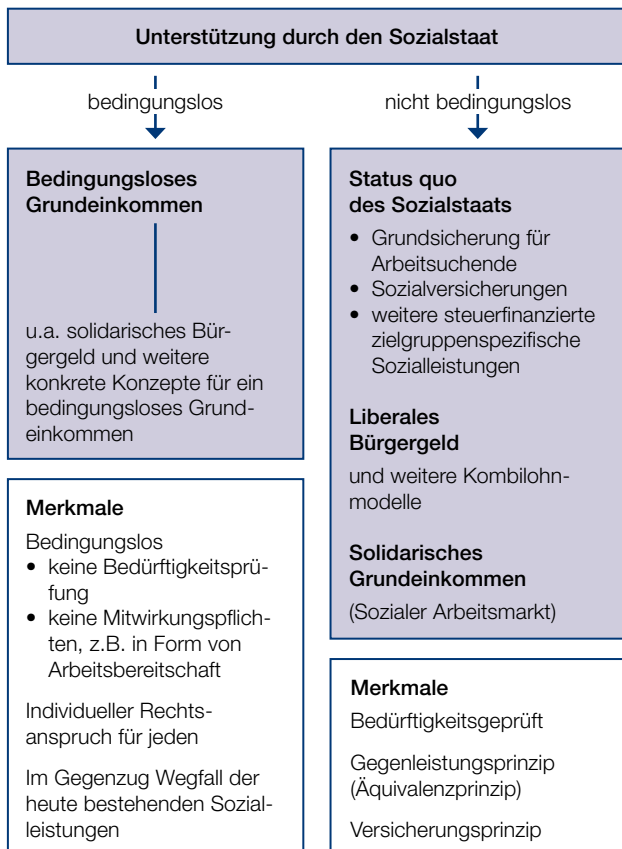 Unterstützung durch den Sozialstaat
bedingungslos
nicht bedingungslos
Bedingungsloses
Grundeinkommen
u.a. solidarisches Bür-
gergeld und weitere
konkrete Konzepte für ein
bedingungsloses Grund-
einkommen
Merkmale
Bedingungslos
• keine Bedürftigkeitsprü-
fung
• keine Mitwirkungspflich-
ten, z.B. in Form von
Arbeitsbereitschaft
Individueller Rechts-
anspruch für jeden
Im Gegenzug Wegfall der
heute bestehenden Sozial-
leistungen
Status quo
des Sozialstaats
• Grundsicherung für
Arbeitsuchende
• Sozialversicherungen
• weitere steuerfinanzierte
zielgruppenspezifische
Sozialleistungen
Liberales
Bürgergeld
und weitere Kombilohn-
modelle
Solidarisches
Grundeinkommen
(Sozialer Arbeitsmarkt)
Merkmale
Bedürftigkeitsgeprüft
Gegenleistungsprinzip
(Äquivalenzprinzip)
Versicherungsprinzip